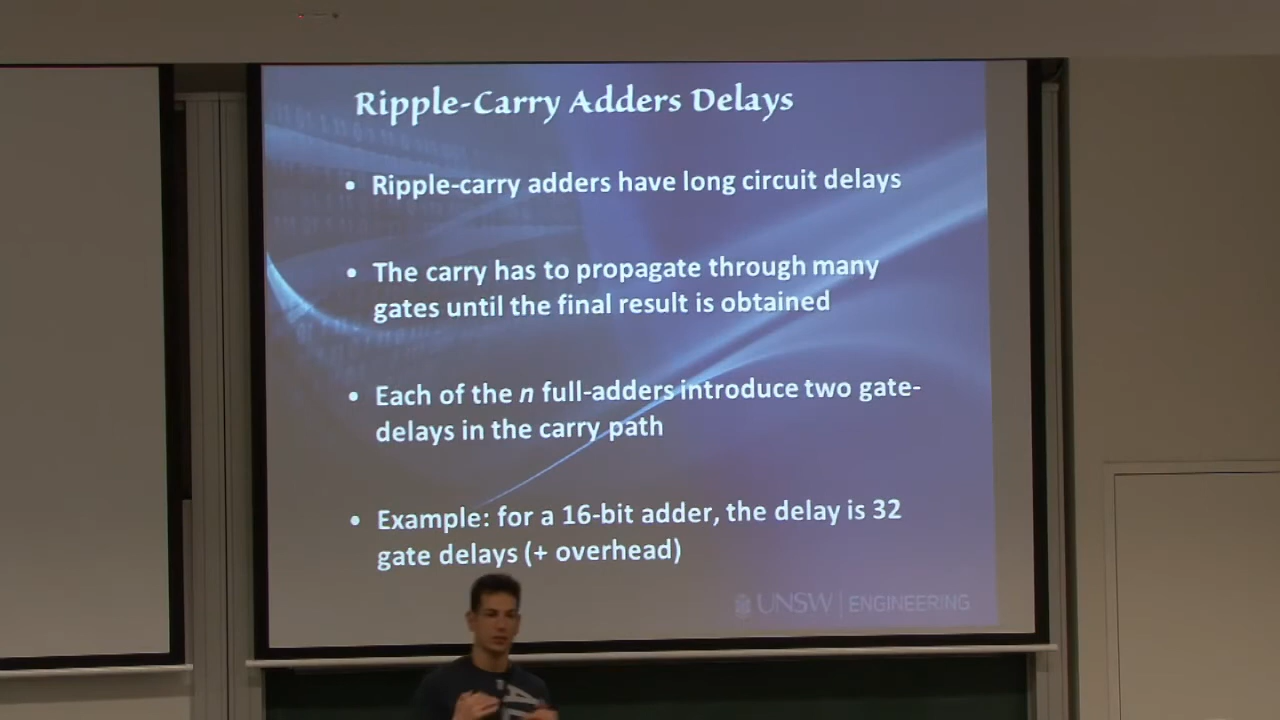 Ripple-Carry Adders Delays
• Ripple-carry adders have long circuit delays
• The carry has to propagate through many
gates until the final result is obtained
• Each of the n full-adders introduce two gate-
delays in the carry path
• Example: for a 16-bit adder, the delay is 32
gate delays (+ overhead)
UNSW | ENGINEERING